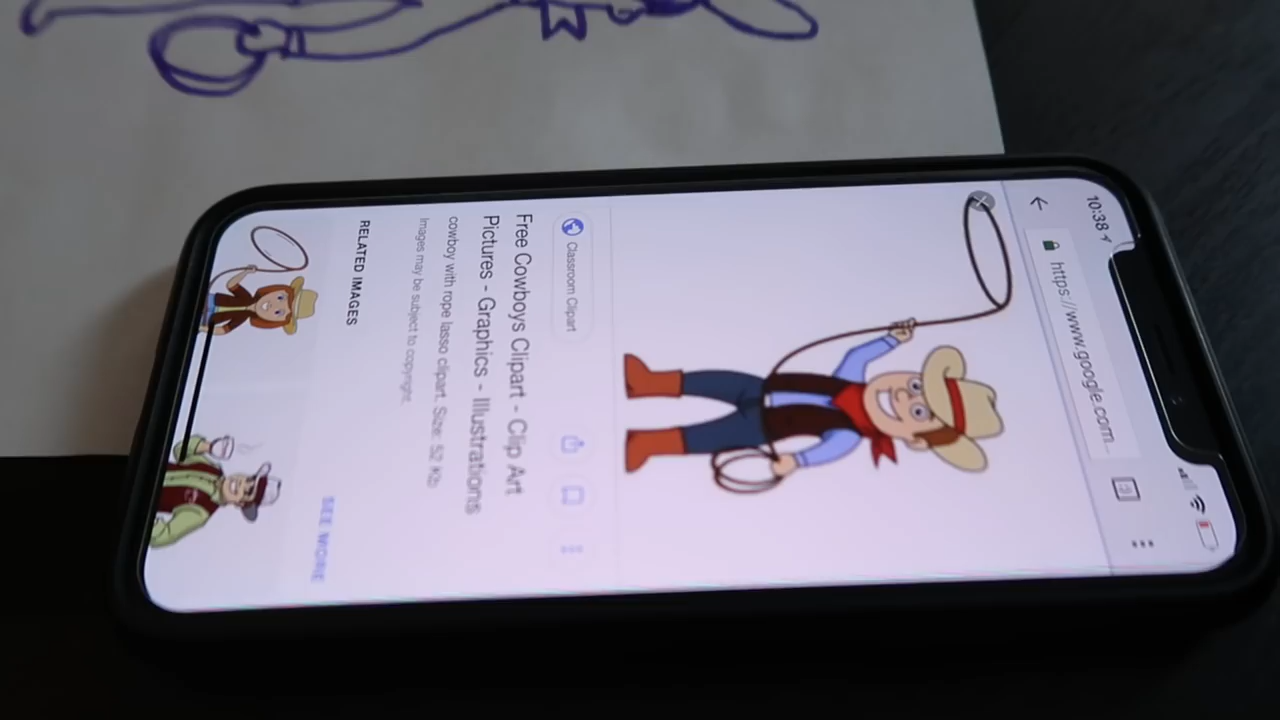 10:38
https://www.google.com...
:)
Classroom Clipart
Free Cowboys Clipart - Clip Art
Pictures - Graphics - Illustrations
cowboy with rope lasso clipart. Size: 52 Kb
Images may be subject to copyright.
RELATED IMAGES
SEE MORE